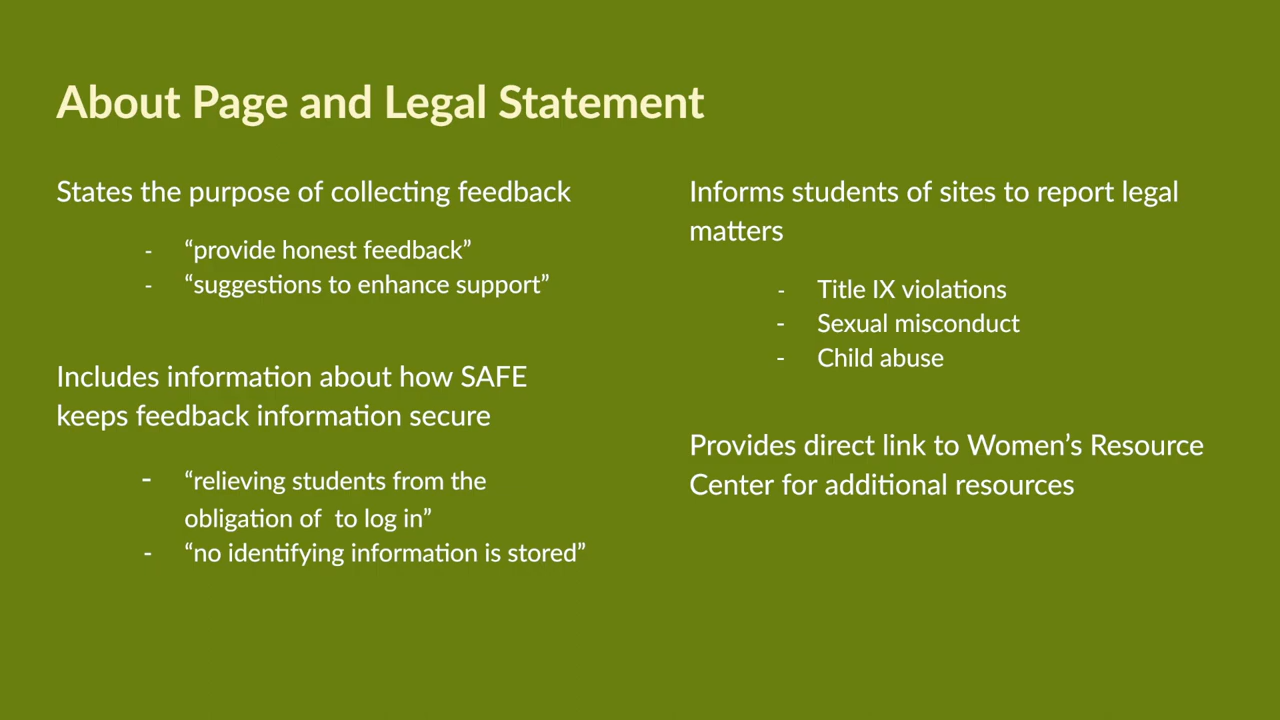 About Page and Legal Statement
States the purpose of collecting feedback
- “provide honest feedback”
- “suggestions to enhance support”
Includes information about how SAFE
keeps feedback information secure
- “relieving students from the
obligation of  to log in”
- “no identifying information is stored”
Informs students of sites to report legal
matters
- Title IX violations
- Sexual misconduct
- Child abuse
Provides direct link to Women’s Resource
Center for additional resources